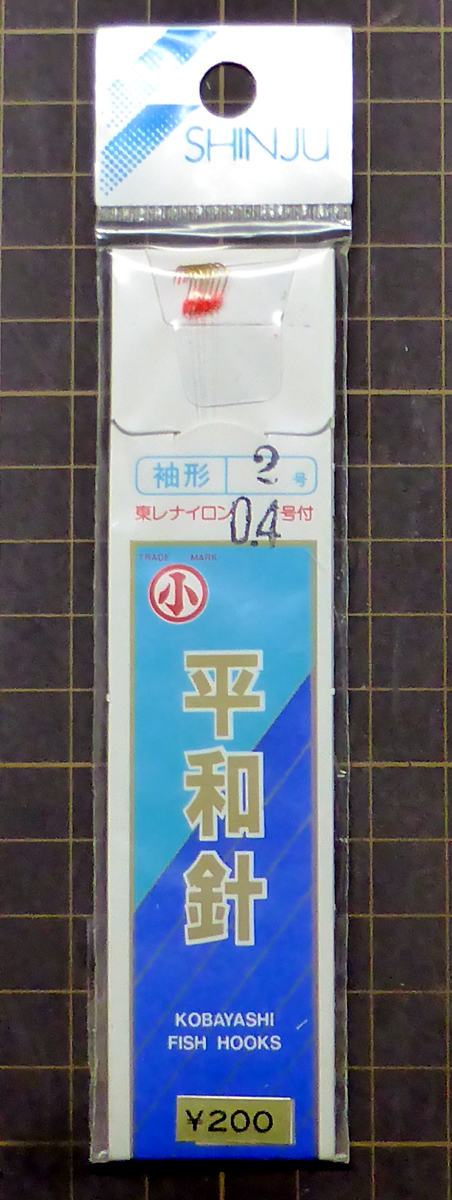 SHINJU
袖形 2 号
東レナイロン 0.4 号付
TRADE MARK
小
平和針
KOBAYASHI
FISH HOOKS
¥200